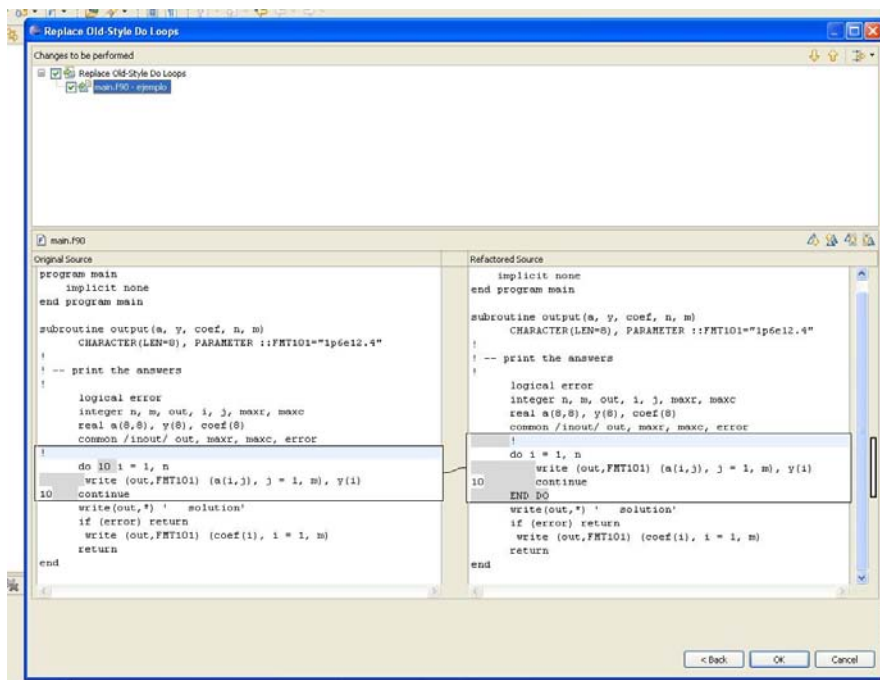 Replace Old-Style Do Loops
Changes to be performed
Replace Old-Style Do Loops
main.f90 - ejemplo
main.f90
Original Source
program main
implicit none
end program main
subroutine output(a, y, coef, n, m)
CHARACTER(LEN=8), PARAMETER ::FMT101="1p6e12.4"
!
! -- print the answers
!
logical error
integer n, m, out, i, j, maxr, maxc
real a(8,8), y(8), coef(8)
common /inout/ out, maxr, maxc, error
!
do 10 i = 1, n
write (out,FMT101) (a(i,j), j = 1, m), y(i)
10 continue
write(out,*) ' solution'
if (error) return
write (out,FMT101) (coef(i), i = 1, m)
return
end
Refactored Source
implicit none
end program main
subroutine output(a, y, coef, n, m)
CHARACTER(LEN=8), PARAMETER ::FMT101="1p6e12.4"
!
! -- print the answers
!
logical error
integer n, m, out, i, j, maxr, maxc
real a(8,8), y(8), coef(8)
common /inout/ out, maxr, maxc, error
!
do i = 1, n
write (out,FMT101) (a(i,j), j = 1, m), y(i)
10 continue
END DO
write(out,*) ' solution'
if (error) return
write (out,FMT101) (coef(i), i = 1, m)
return
end
< Back
OK
Cancel